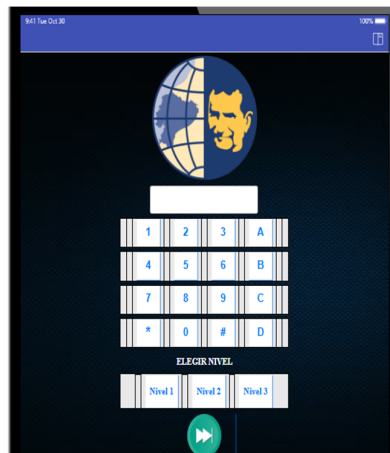 9:41 Tue Oct 30 100%
1 2 3 A
4 5 6 B
7 8 9 C
* 0 # D
ELEGIR NIVEL
Nivel 1 Nivel 2 Nivel 3